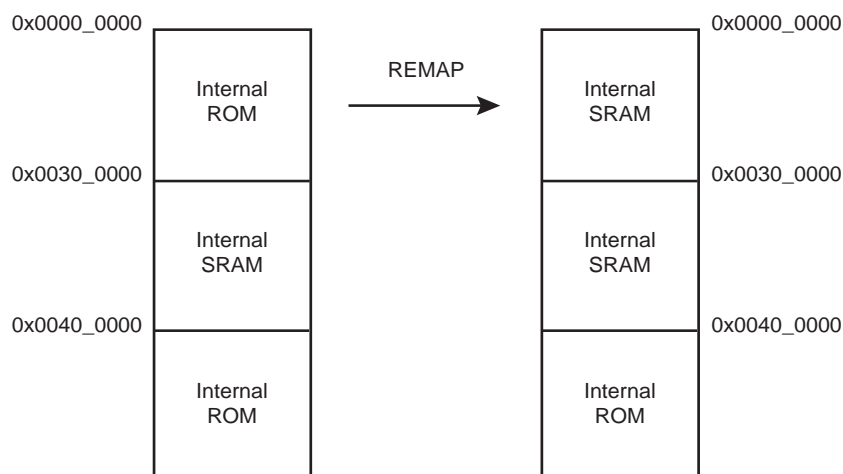 0x0000_0000
Internal
ROM
0x0030_0000
Internal
SRAM
0x0040_0000
Internal
ROM
REMAP
0x0000_0000
Internal
SRAM
0x0030_0000
Internal
SRAM
0x0040_0000
Internal
ROM